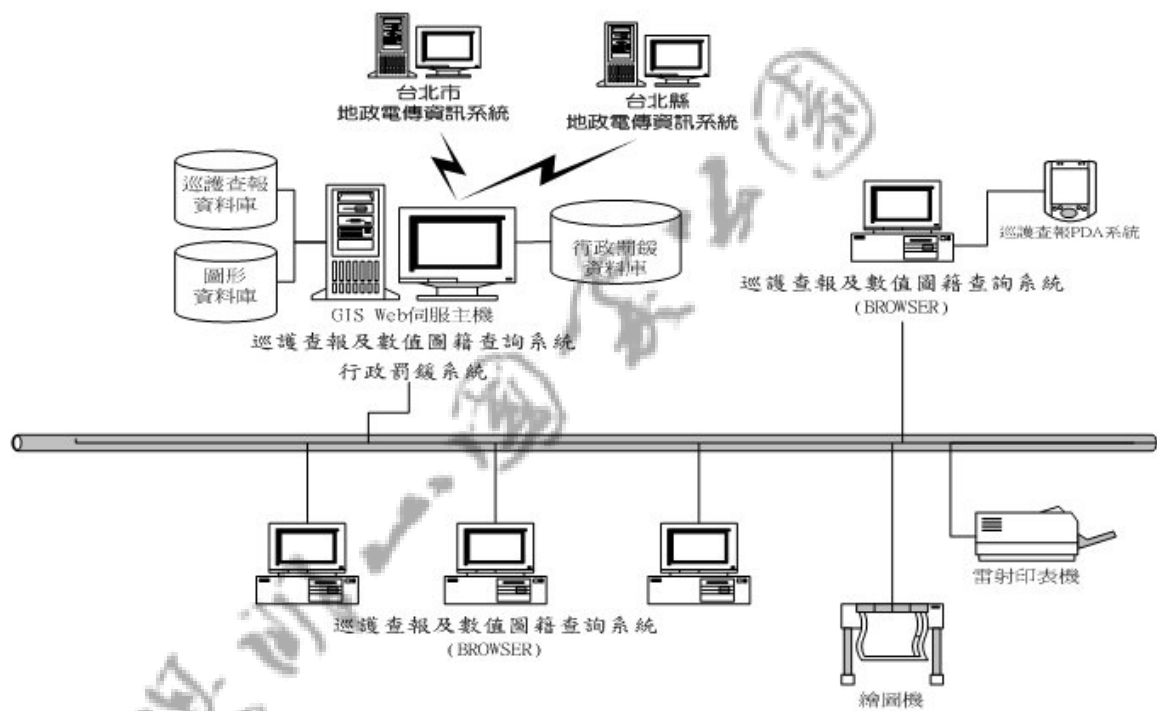 台北市
地政電傳資訊系統
台北縣
地政電傳資訊系統
巡護查報
資料庫
圖形
資料庫
行政罰鍰
資料庫
GIS Web伺服主機
巡護查報及數值圖籍查詢系統
行政罰鍰系統
巡護查報PDA系統
巡護查報及數值圖籍查詢系統
(BROWSER)
巡護查報及數值圖籍查詢系統
(BROWSER)
雷射印表機
繪圖機